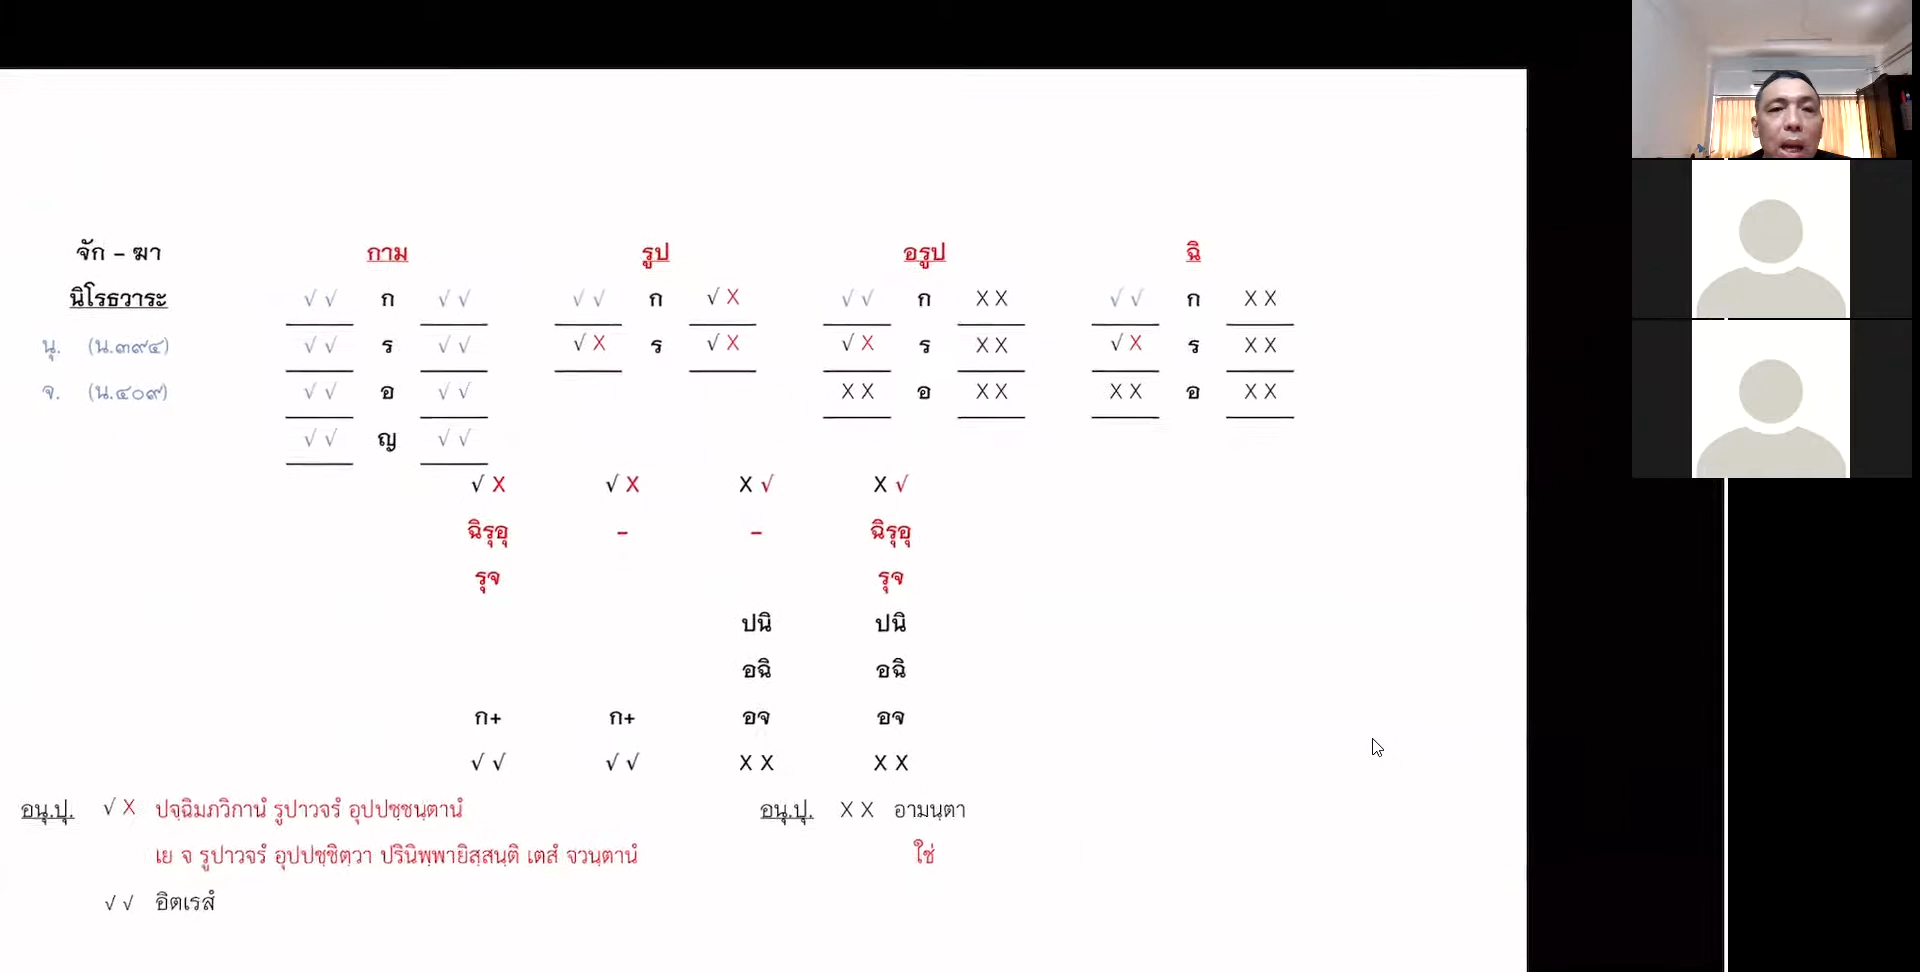 จัก – ฆา กาม รูป อรูป ฉิ
นิโรธวาระ √ √ ก √ √ √ √ ก √ X √ √ ก X X √ √ ก X X
นุ. (น.๓๙๔) √ √ ร √ √ √ X ร √ X √ X ร X X √ X ร X X
จ. (น.๔๐๙) √ √ อ √ √ X X อ X X X X อ X X
√ √ ญ √ √
√ X √ X X √ X √
ฉิรุอุ – – ฉิรุอุ
รุจ รุจ
ปนิ ปนิ
อฉิ อฉิ
ก+ ก+ อจ อจ
√ √ √ √ X X X X
อนุ.ปุ. √ X ปจฺฉิมภวิกานํ รูปาวจรํ อุปปชฺชนฺตานํ อนุ.ปุ. X X อามนฺตา
เย จ รูปาวจรํ อุปปชฺชิตฺวา ปรินิพฺพายิสฺสนฺติ เตสํ จวนฺตานํ ใช่
√ √ อิตเรสํ